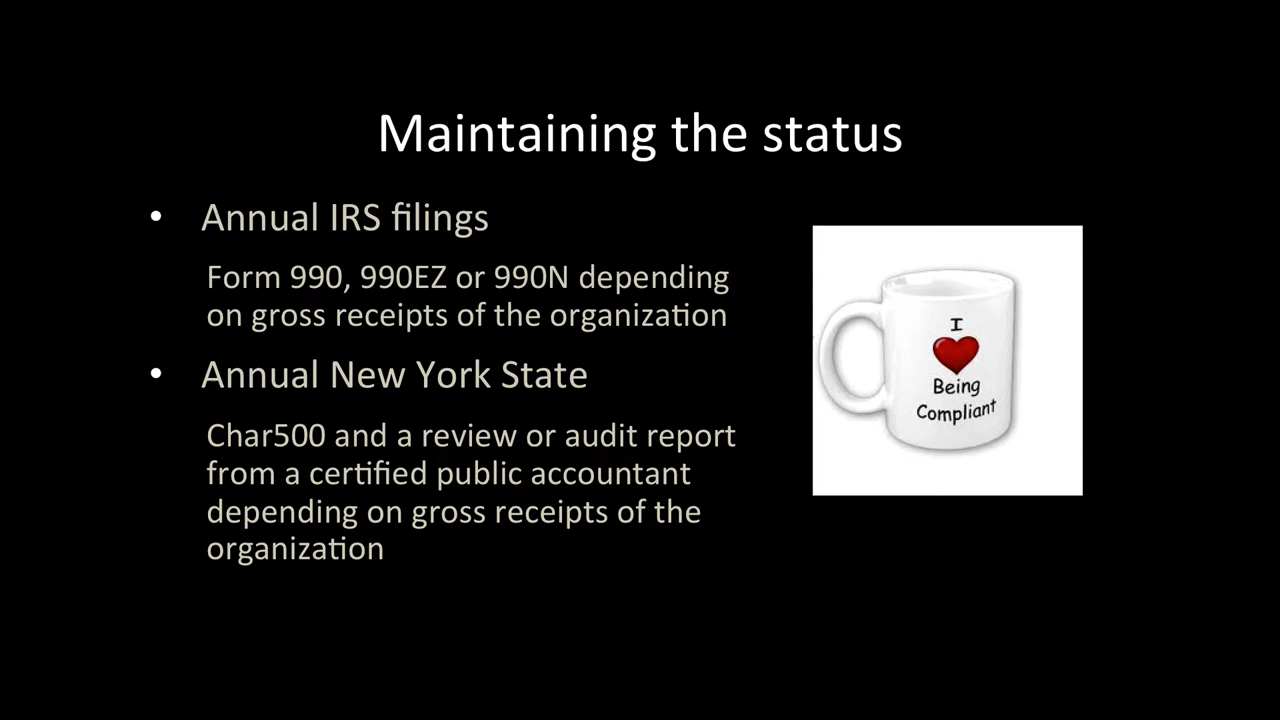 Maintaining the status
• Annual IRS filings
Form 990, 990EZ or 990N depending
on gross receipts of the organization
• Annual New York State
Char500 and a review or audit report
from a certified public accountant
depending on gross receipts of the
organization
I
Being
Compliant